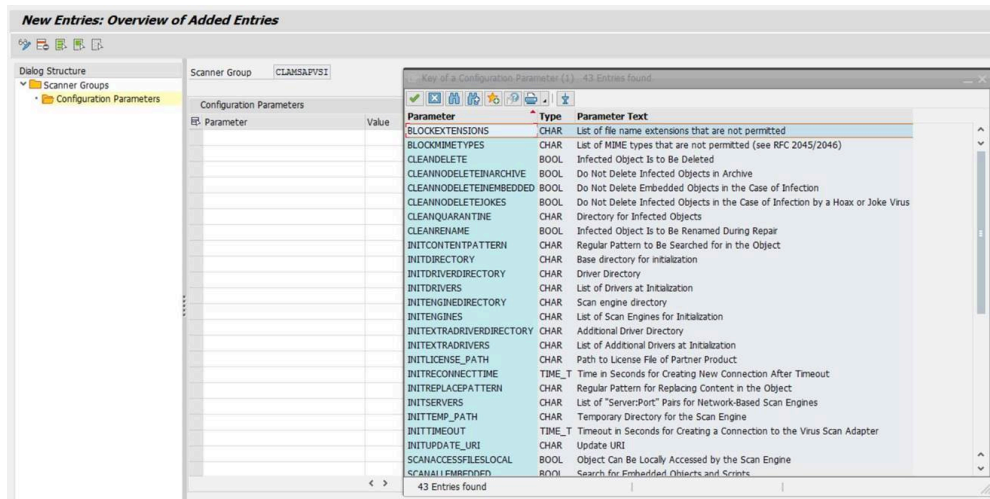 New Entries: Overview of Added Entries
Dialog Structure
Scanner Groups
Configuration Parameters
Scanner Group CLAMSAPVSI
Configuration Parameters
Parameter Value
Key of a Configuration Parameter (1) 43 Entries found
Parameter Type Parameter Text
BLOCKEXTENSIONS CHAR List of file name extensions that are not permitted
BLOCKMIMETYPES CHAR List of MIME types that are not permitted (see RFC 2045/2046)
CLEANDELETE BOOL Infected Object Is to Be Deleted
CLEANNODELETEINARCHIVE BOOL Do Not Delete Infected Objects in Archive
CLEANNODELETEINEMBEDDED BOOL Do Not Delete Embedded Objects in the Case of Infection
CLEANNODELETEJOKES BOOL Do Not Delete Infected Objects in the Case of Infection by a Hoax or Joke Virus
CLEANQUARANTINE CHAR Directory for Infected Objects
CLEANRENAME BOOL Infected Object Is to Be Renamed During Repair
INITCONTENTPATTERN CHAR Regular Pattern to Be Searched for in the Object
INITDIRECTORY CHAR Base directory for initialization
INITDRIVERDIRECTORY CHAR Driver Directory
INITDRIVERS CHAR List of Drivers at Initialization
INITENGINEDIRECTORY CHAR Scan engine directory
INITENGINES CHAR List of Scan Engines for Initialization
INITEXTRADRIVERDIRECTORY CHAR Additional Driver Directory
INITEXTRADRIVERS CHAR List of Additional Drivers at Initialization
INITLICENSE_PATH CHAR Path to License File of Partner Product
INITRECONNECTTIME TIME_T Time in Seconds for Creating New Connection After Timeout
INITREPLACEPATTERN CHAR Regular Pattern for Replacing Content in the Object
INITSERVERS CHAR List of "Server:Port" Pairs for Network-Based Scan Engines
INITTEMP_PATH CHAR Temporary Directory for the Scan Engine
INITTIMEOUT TIME_T Timeout in Seconds for Creating a Connection to the Virus Scan Adapter
INITUPDATE_URI CHAR Update URI
SCANACCESSFILESLOCAL BOOL Object Can Be Locally Accessed by the Scan Engine
SCANALLEMBEDDED BOOL Search for Embedded Objects and Scripts
43 Entries found